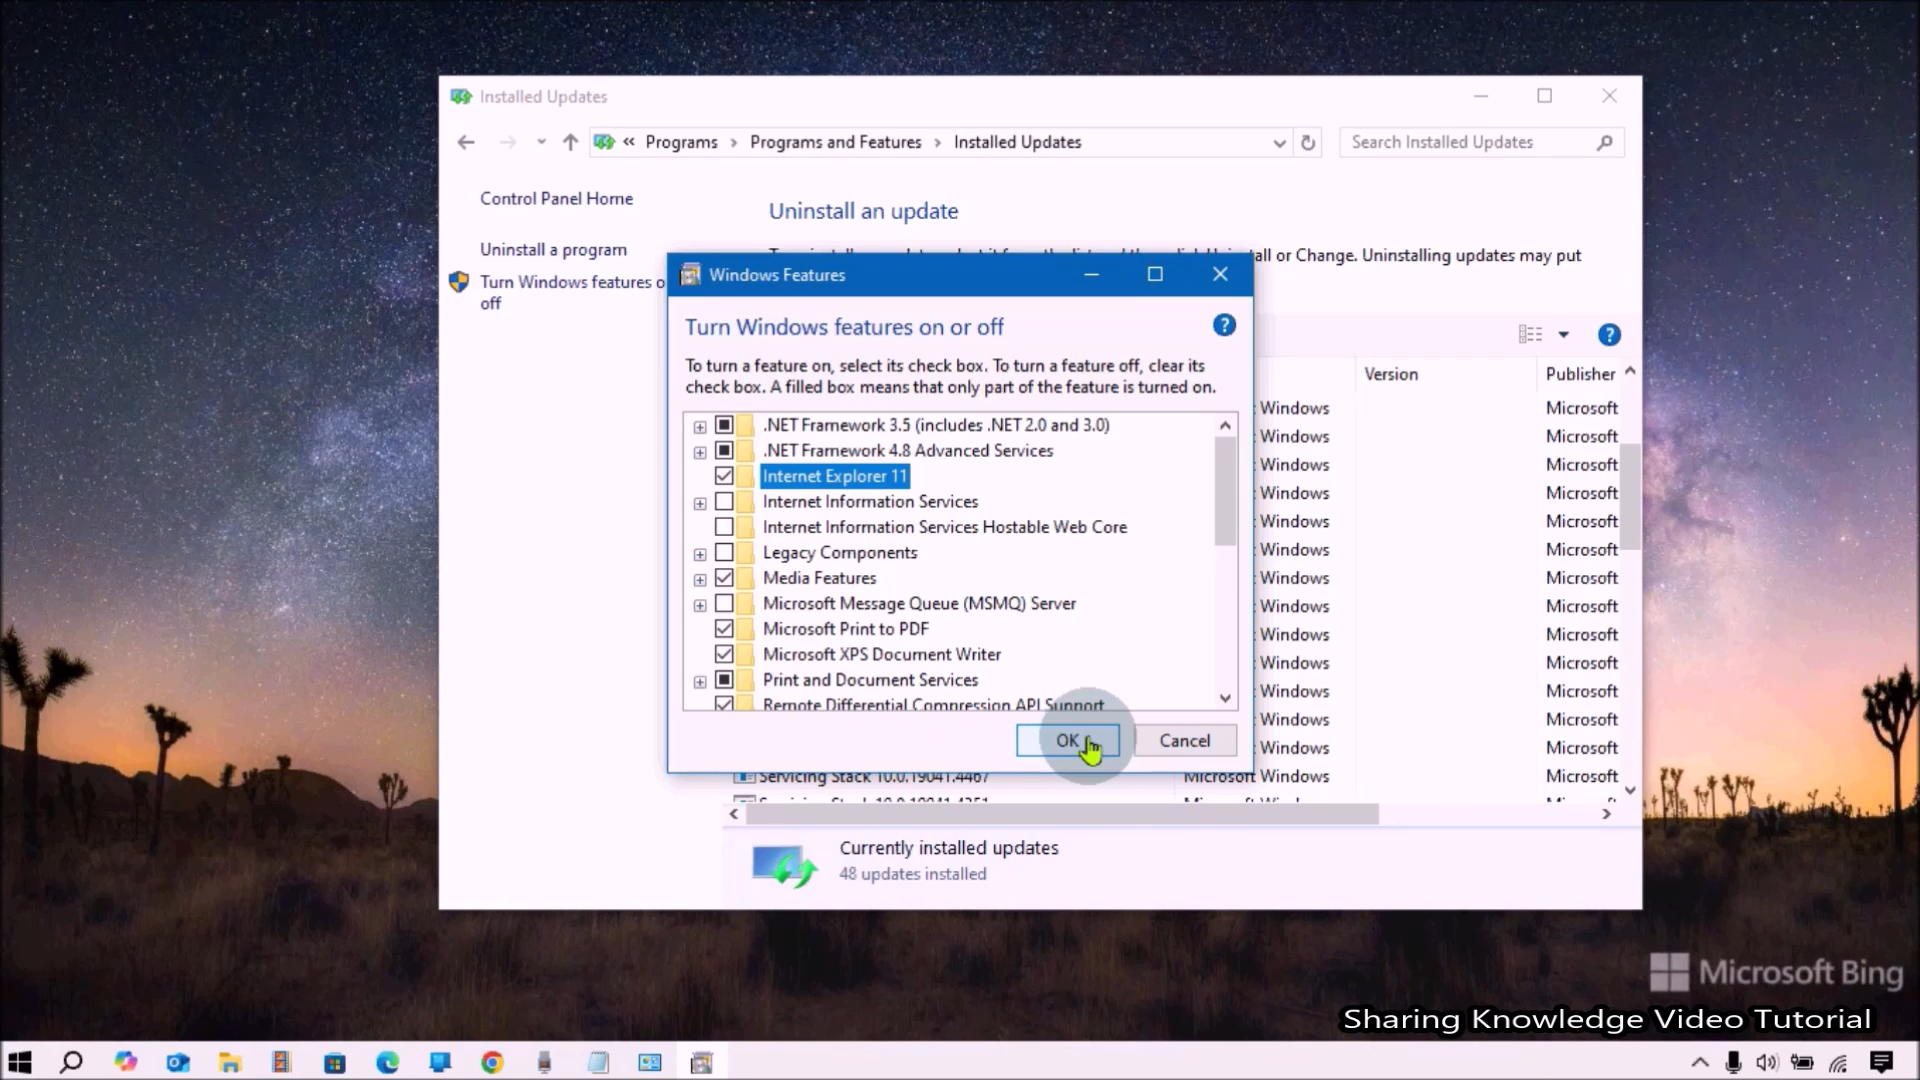 Installed Updates
« Programs › Programs and Features › Installed Updates
Search Installed Updates
Control Panel Home
Uninstall a program
Turn Windows features o
off
Uninstall an update
all or Change. Uninstalling updates may put
Windows Features
Turn Windows features on or off
To turn a feature on, select its check box. To turn a feature off, clear its
check box. A filled box means that only part of the feature is turned on.
.NET Framework 3.5 (includes .NET 2.0 and 3.0)
.NET Framework 4.8 Advanced Services
Internet Explorer 11
Internet Information Services
Internet Information Services Hostable Web Core
Legacy Components
Media Features
Microsoft Message Queue (MSMQ) Server
Microsoft Print to PDF
Microsoft XPS Document Writer
Print and Document Services
Remote Differential Compression API Support
OK
Cancel
Version
Publisher
Windows Microsoft
Windows Microsoft
Windows Microsoft
Windows Microsoft
Windows Microsoft
Windows Microsoft
Windows Microsoft
Windows Microsoft
Windows Microsoft
Windows Microsoft
Windows Microsoft
Windows Microsoft
Windows Microsoft
Servicing Stack 10.0.19041.4467 Microsoft Windows Microsoft
Currently installed updates
48 updates installed
Microsoft Bing
Sharing Knowledge Video Tutorial